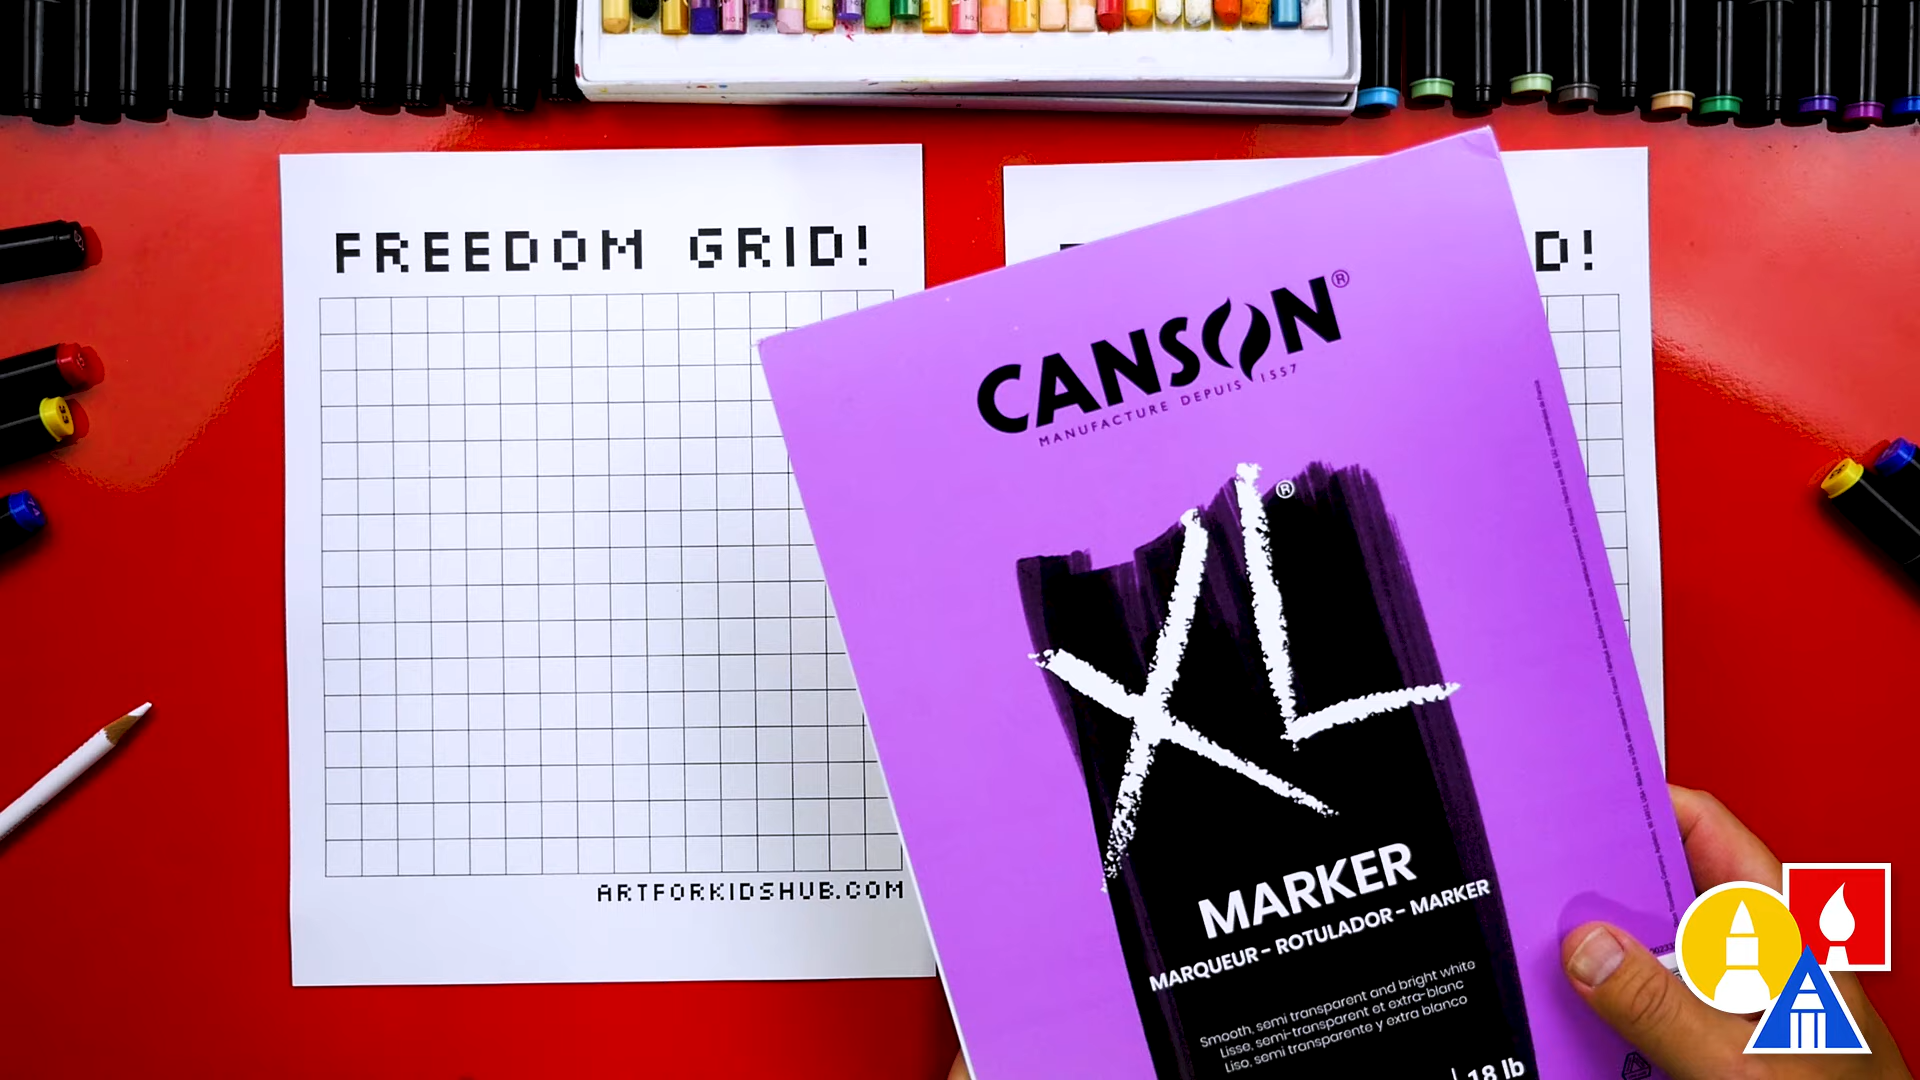 FREEDOM GRID!
D!
ARTFORKIDSHUB.COM
CANSON®
MANUFACTURE DEPUIS 1557
XL®
MARKER
MARQUEUR – ROTULADOR – MARKER
Smooth, semi transparent and bright white
Lisse, semi-transparent et extra-blanc
Liso, semi transparente y extra blanco
18 lb